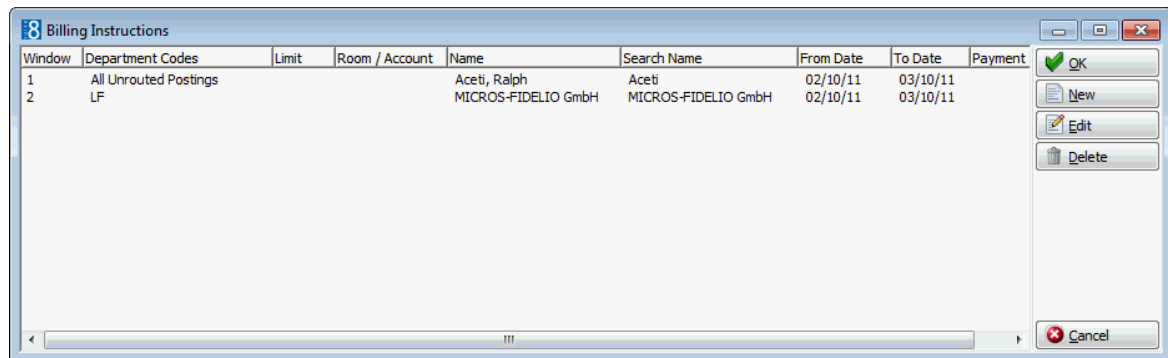 8 Billing Instructions
Window Department Codes Limit Room / Account Name Search Name From Date To Date Payment
1 All Unrouted Postings Aceti, Ralph Aceti 02/10/11 03/10/11
2 LF MICROS-FIDELIO GmbH MICROS-FIDELIO GmbH 02/10/11 03/10/11
OK
New
Edit
Delete
Cancel